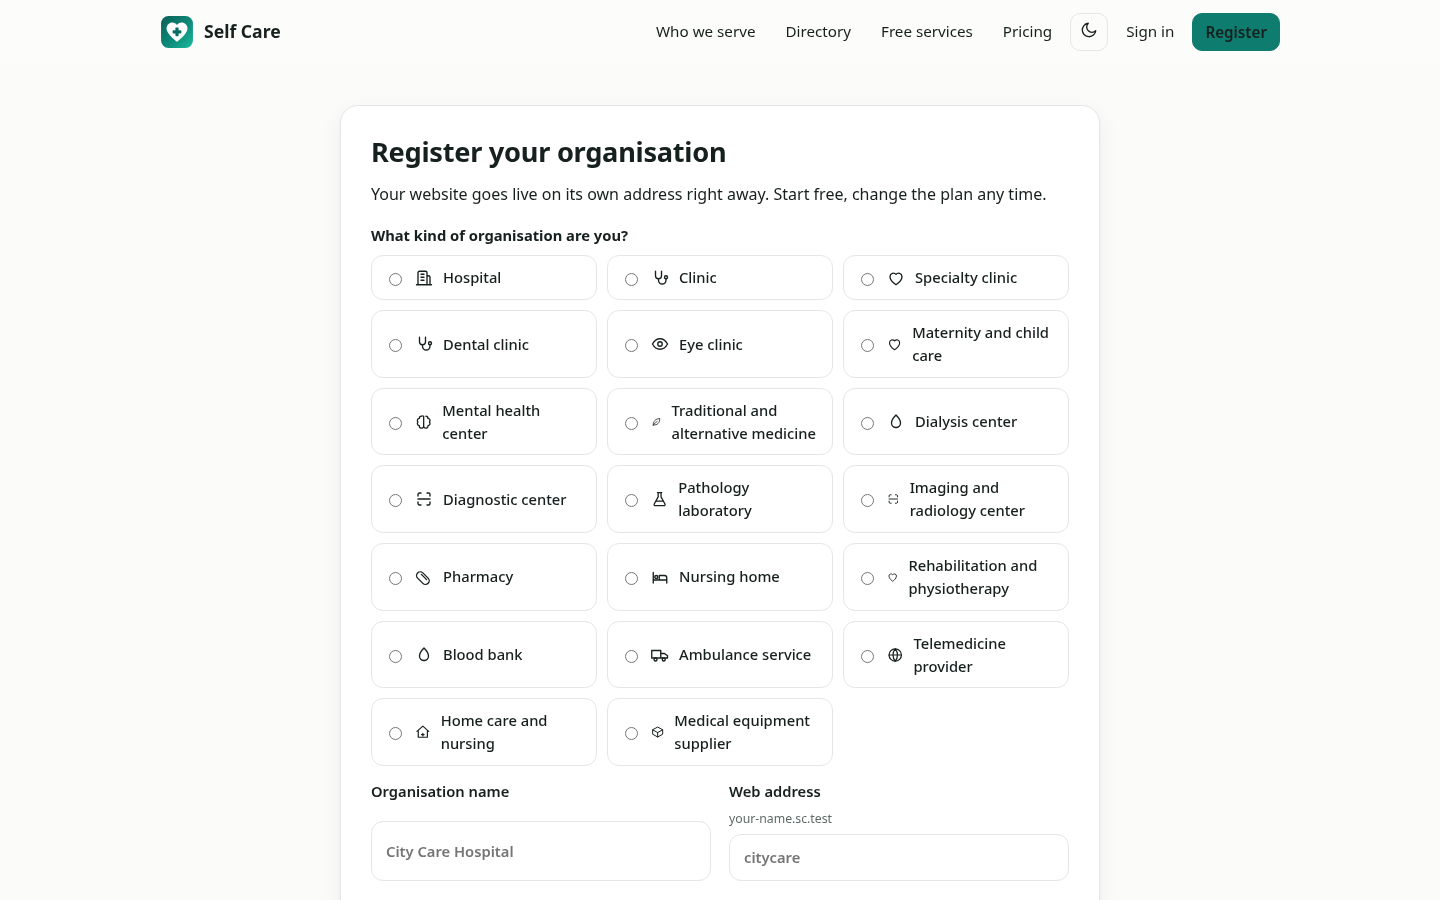 Self Care
Who we serve
Directory
Free services
Pricing
Sign in
Register
Register your organisation
Your website goes live on its own address right away. Start free, change the plan any time.
What kind of organisation are you?
Hospital
Clinic
Specialty clinic
Dental clinic
Eye clinic
Maternity and child
care
Mental health
center
Traditional and
alternative medicine
Dialysis center
Diagnostic center
Pathology
laboratory
Imaging and
radiology center
Pharmacy
Nursing home
Rehabilitation and
physiotherapy
Blood bank
Ambulance service
Telemedicine
provider
Home care and
nursing
Medical equipment
supplier
Organisation name
City Care Hospital
Web address
your-name.sc.test
citycare